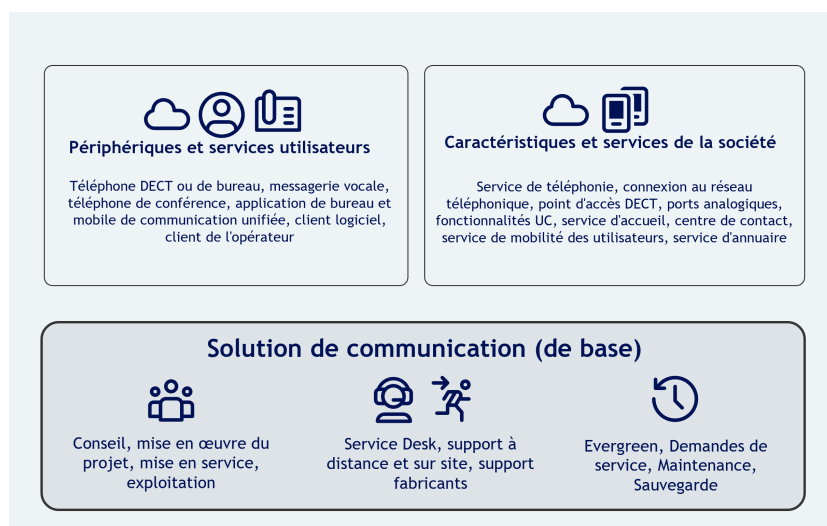 Périphériques et services utilisateurs
Téléphone DECT ou de bureau, messagerie vocale,
téléphone de conférence, application de bureau et
mobile de communication unifiée, client logiciel,
client de l'opérateur
Caractéristiques et services de la société
Service de téléphonie, connexion au réseau
téléphonique, point d'accès DECT, ports analogiques,
fonctionnalités UC, service d'accueil, centre de contact,
service de mobilité des utilisateurs, service d'annuaire
Solution de communication (de base)
Conseil, mise en œuvre du
projet, mise en service,
exploitation
Service Desk, support à
distance et sur site, support
fabricants
Evergreen, Demandes de
service, Maintenance,
Sauvegarde